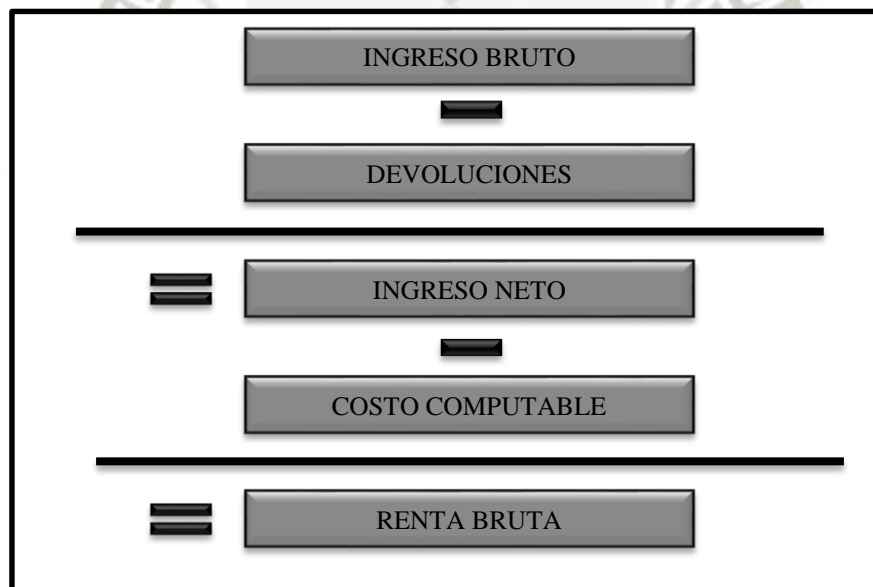 INGRESO BRUTO
DEVOLUCIONES
INGRESO NETO
COSTO COMPUTABLE
RENTA BRUTA